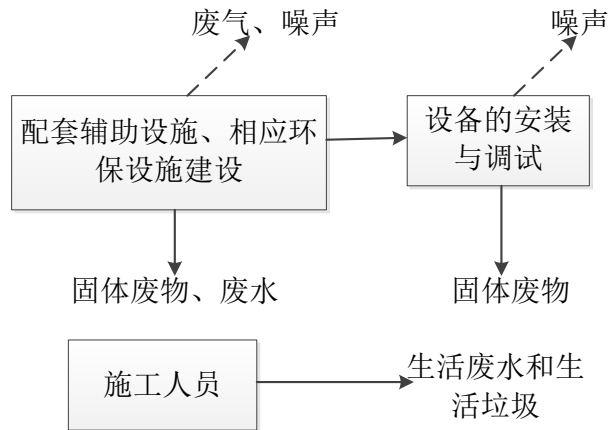 废气、噪声
噪声
配套辅助设施、相应环
保设施建设
设备的安装
与调试
固体废物、废水
固体废物
施工人员
生活废水和生
活垃圾